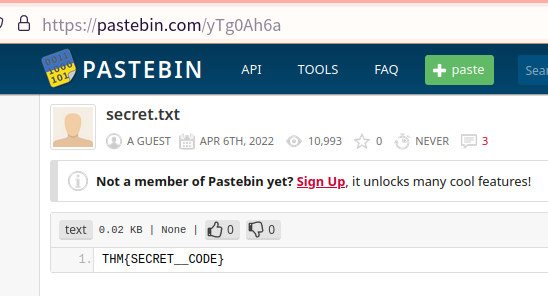 https://pastebin.com/yTg0Ah6a
PASTEBIN API TOOLS FAQ + paste Sear
secret.txt
A GUEST APR 6TH, 2022 10,993 0 NEVER 3
Not a member of Pastebin yet? Sign Up, it unlocks many cool features!
text 0.02 KB | None | 0 0
1. THM{SECRET__CODE}